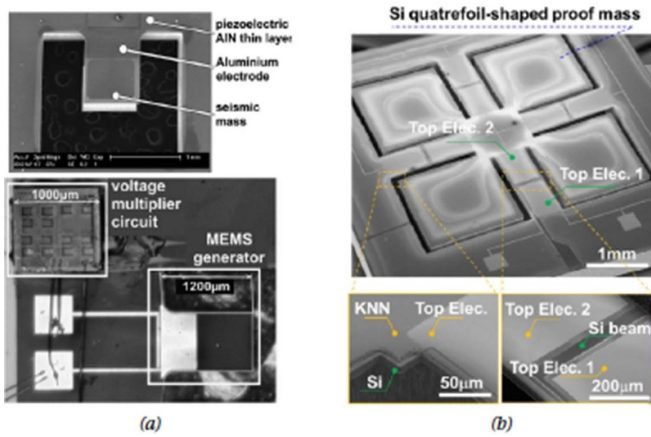 piezoelectric
AlN thin layer
Aluminium
electrode
seismic
mass
1000μm
voltage
multiplier
circuit
MEMS
generator
1200μm
(a)
Si quatrefoil-shaped proof mass
Top Elec. 2
Top Elec. 1
1mm
KNN
Top Elec.
Si
50μm
Top Elec. 2
Si beam
Top Elec. 1
200μm
(b)